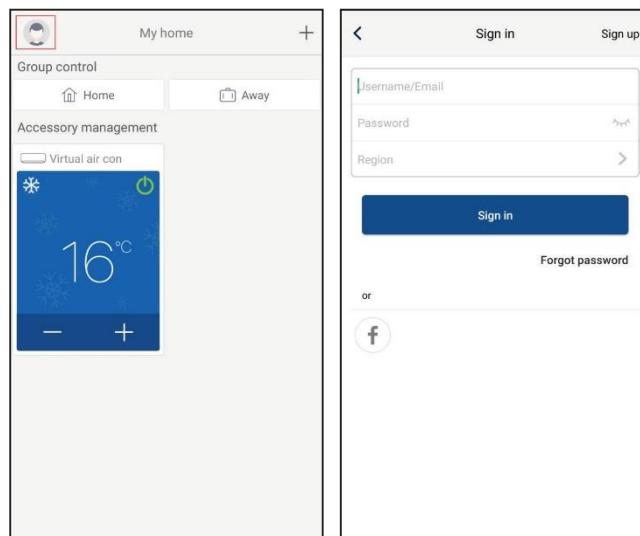 My home
+
Group control
Home
Away
Accessory management
Virtual air con
16°C
− +
Sign in
Sign up
Username/Email
Password
Region
Sign in
Forgot password
or
f